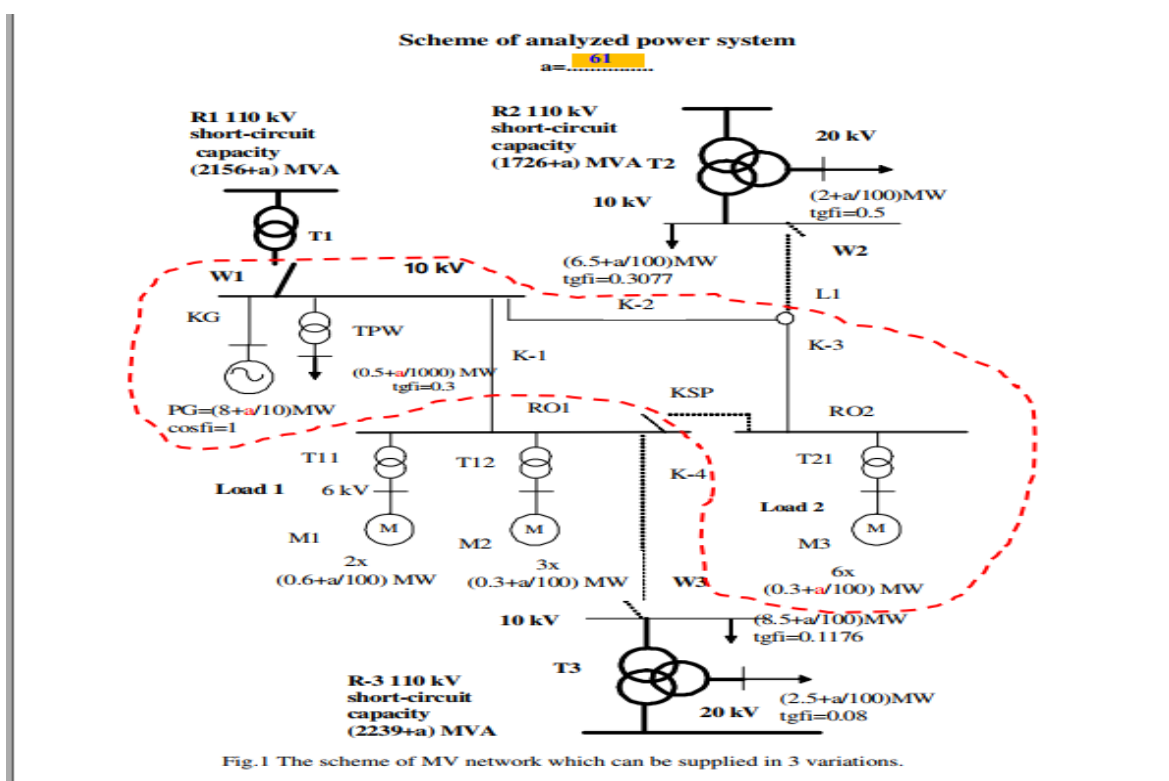 Scheme of analyzed power system
a=................
61
R1 110 kV
short-circuit
capacity
(2156+a) MVA
T1
R2 110 kV
short-circuit
capacity
(1726+a) MVA T2
20 kV
(2+a/100)MW
tgfi=0.5
10 kV
W2
(6.5+a/100)MW
tgfi=0.3077
L1
W1
10 kV
K-2
KG
TPW
K-1
K-3
(0.5+a/1000) MW
tgfi=0.3
PG=(8+a/10)MW
cosfi=1
RO1
KSP
RO2
T11
T12
K-4
T21
Load 1
6 kV
Load 2
M
M
M
M1
M2
M3
2x
(0.6+a/100) MW
3x
(0.3+a/100) MW
6x
(0.3+a/100) MW
W3
10 kV
(8.5+a/100)MW
tgfi=0.1176
T3
R-3 110 kV
short-circuit
capacity
(2239+a) MVA
20 kV
(2.5+a/100)MW
tgfi=0.08
Fig.1 The scheme of MV network which can be supplied in 3 variations.